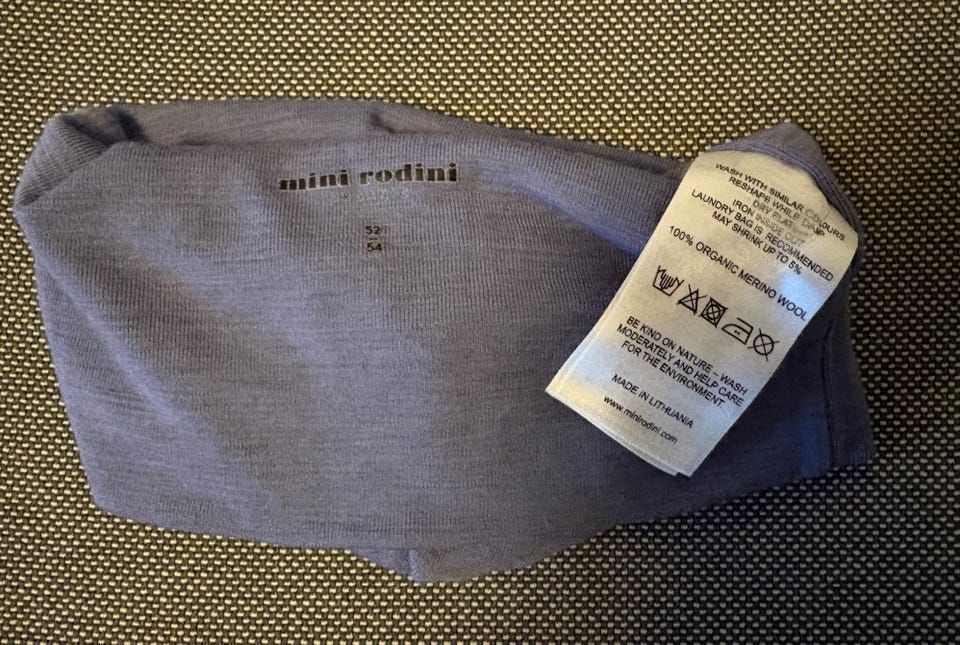 mini rodini
52
54
WASH WITH SIMILAR COLOURS
RESHAPE WHILE DAMP
DRY FLAT
IRON INSIDE OUT
LAUNDRY BAG IS RECOMMENDED
MAY SHRINK UP TO 5%
100% ORGANIC MERINO WOOL
BE KIND ON NATURE – WASH
MODERATELY AND HELP CARE
FOR THE ENVIRONMENT.
MADE IN LITHUANIA
www.minirodini.com